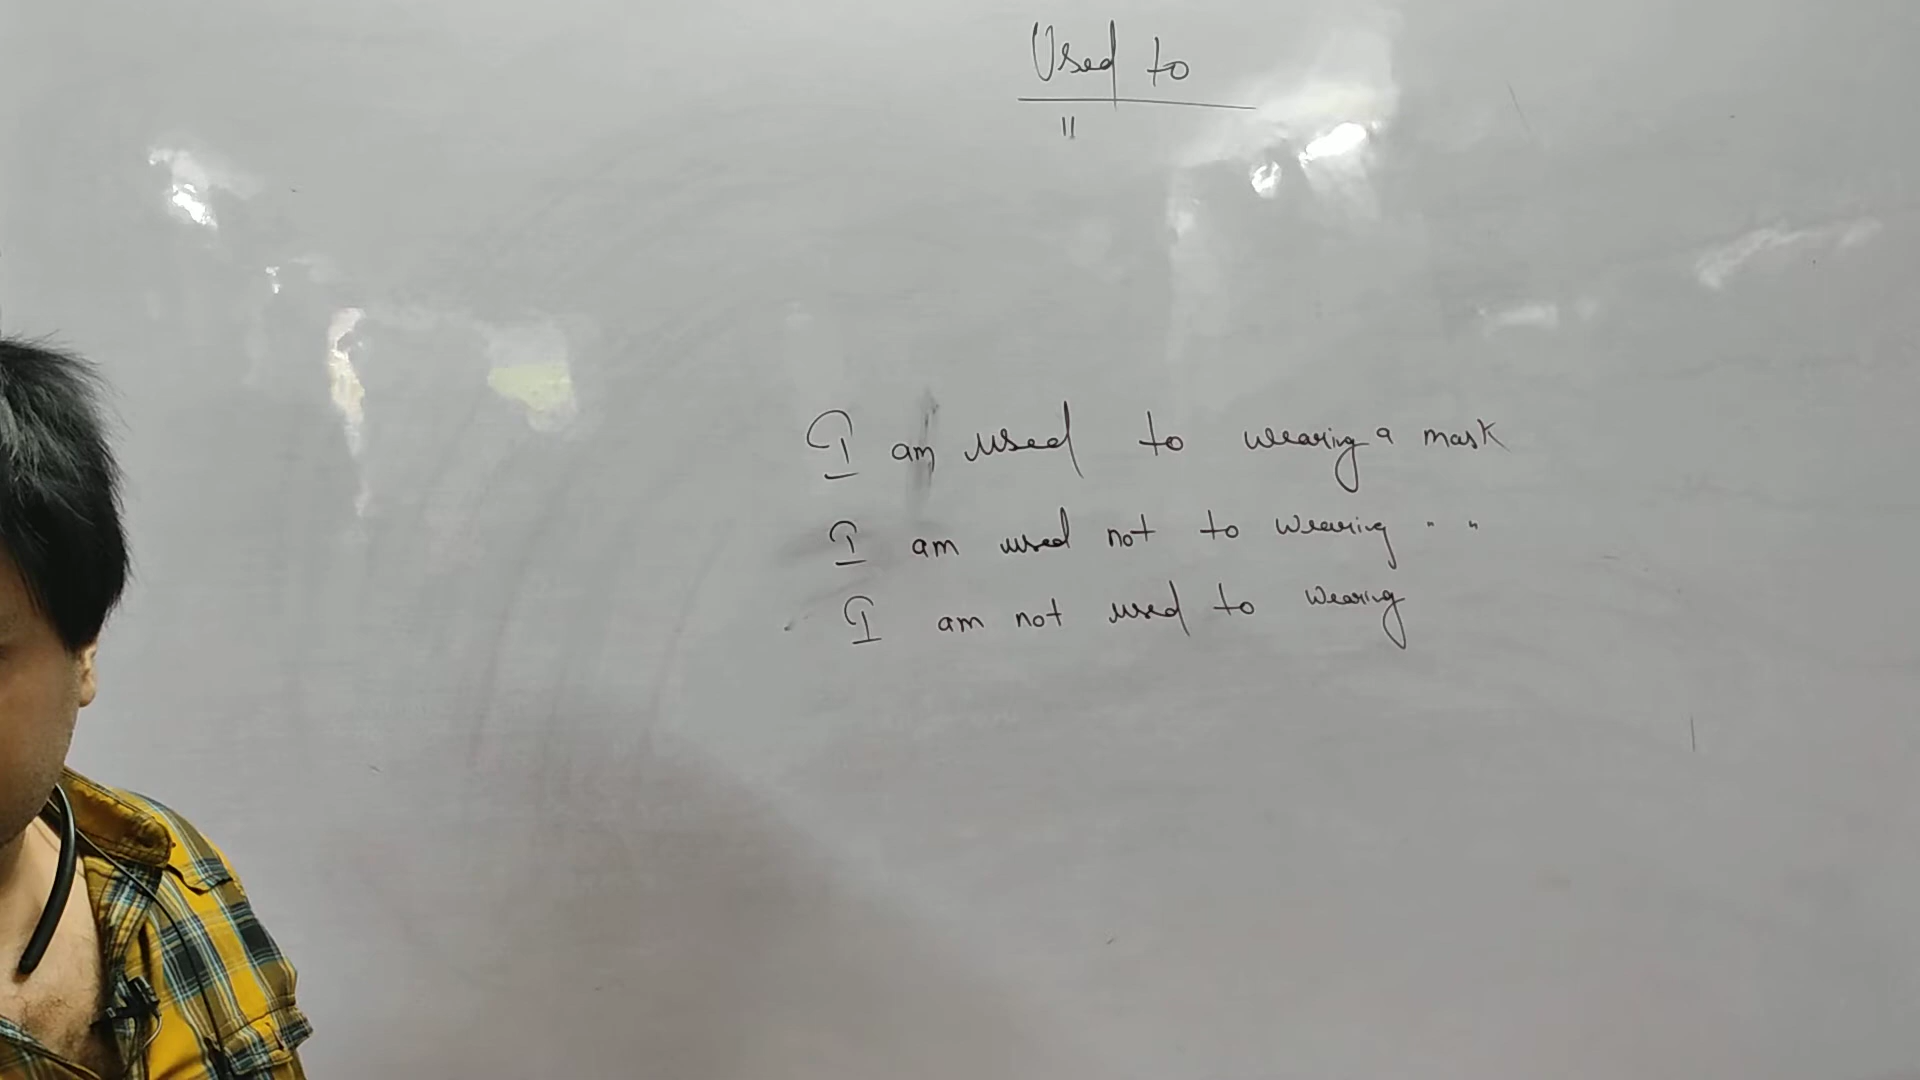 Used to
"
I am used to wearing a mask
I am used not to wearing " "
I am not used to wearing